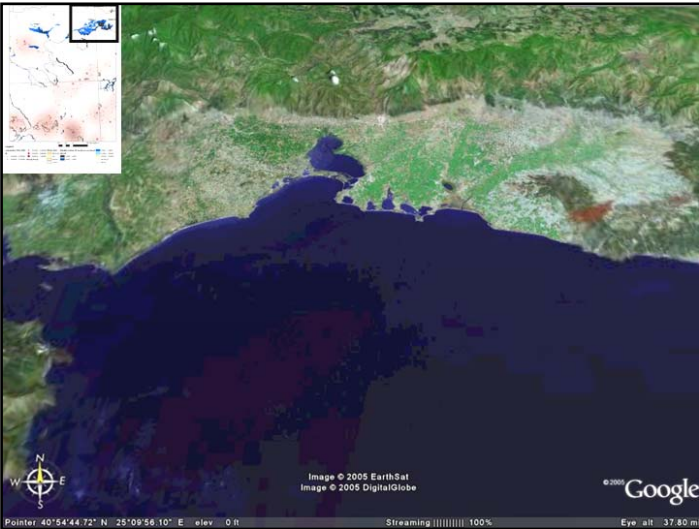 N
W E
S
Image © 2005 EarthSat
Image © 2005 DigitalGlobe
©2005 Google
Pointer 40°54'44.72" N 25°09'56.10" E elev 0 ft Streaming |||||||||| 100% Eye alt 37.80 m